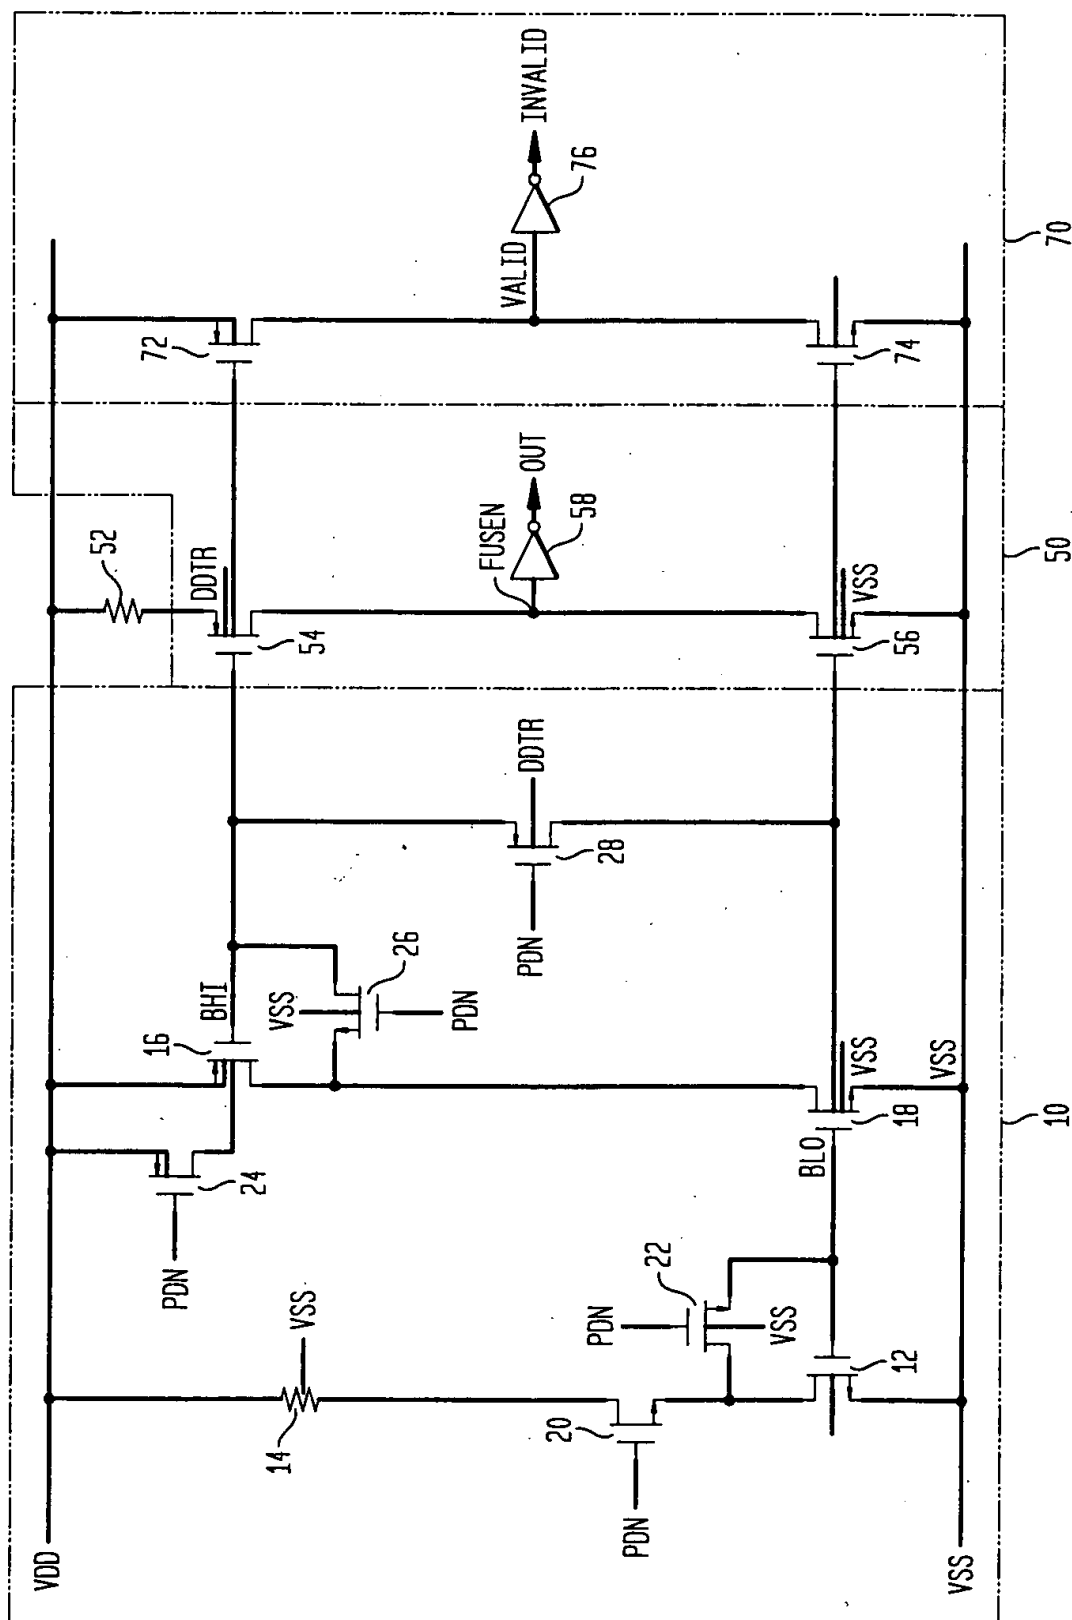 VDD
VSS
PDN
14
VSS
20
PDN
22
VSS
12
PDN
24
16
BHI
VSS
26
PDN
BLO
18
VSS
VSS
10
PDN
28
DDTR
52
DDTR
54
FUSEN
58
OUT
56
VSS
50
72
VALID
76
INVALID
74
70